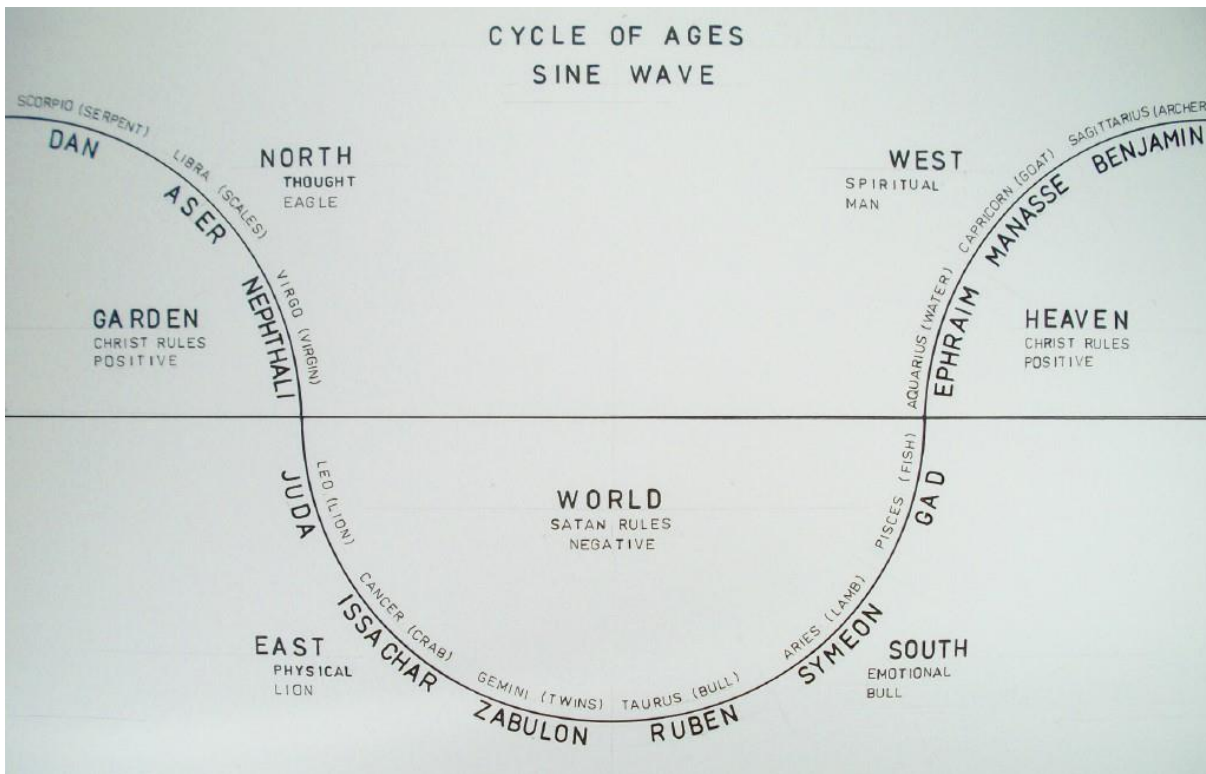 CYCLE OF AGES
SINE WAVE
SCORPIO (SERPENT)
DAN
LIBRA (SCALES)
ASER
VIRGO (VIRGIN)
NEPHTHALI
NORTH
THOUGHT
EAGLE
GARDEN
CHRIST RULES
POSITIVE
LEO (LION)
JUDA
CANCER (CRAB)
ISSACHAR
EAST
PHYSICAL
LION
GEMINI (TWINS)
ZABULON
WORLD
SATAN RULES
NEGATIVE
TAURUS (BULL)
RUBEN
ARIES (LAMB)
SYMEON
SOUTH
EMOTIONAL
BULL
PISCES (FISH)
GAD
WEST
SPIRITUAL
MAN
AQUARIUS (WATER)
EPHRAIM
CAPRICORN (GOAT)
MANASSE
SAGITTARIUS (ARCHER
BENJAMIN
HEAVEN
CHRIST RULES
POSITIVE